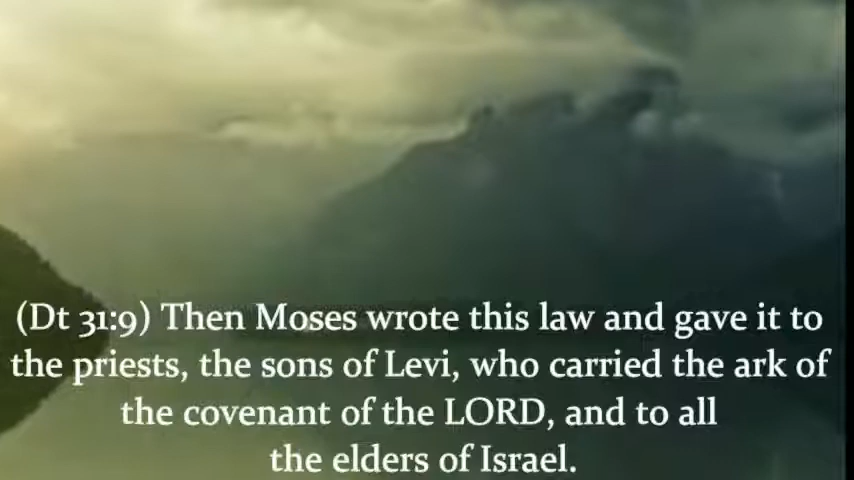 (Dt 31:9) Then Moses wrote this law and gave it to
the priests, the sons of Levi, who carried the ark of
the covenant of the LORD, and to all
the elders of Israel.